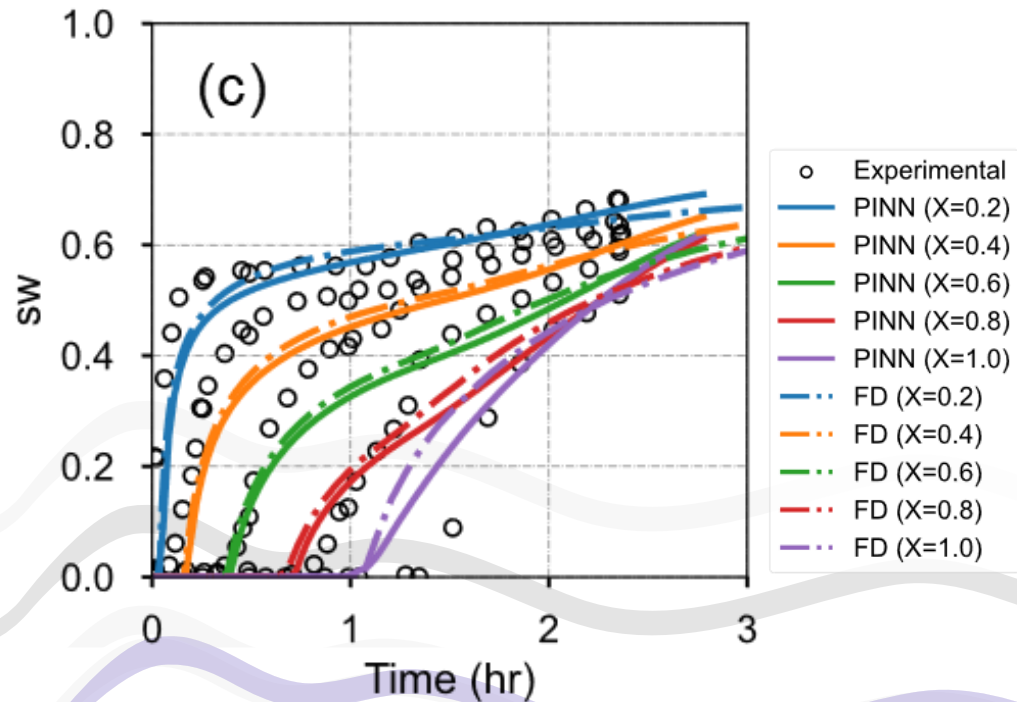 1.0
0.8
0.6
0.4
0.2
0.0
sw
(c)
0 1 2 3
Time (hr)
Experimental
PINN (X=0.2)
PINN (X=0.4)
PINN (X=0.6)
PINN (X=0.8)
PINN (X=1.0)
FD (X=0.2)
FD (X=0.4)
FD (X=0.6)
FD (X=0.8)
FD (X=1.0)